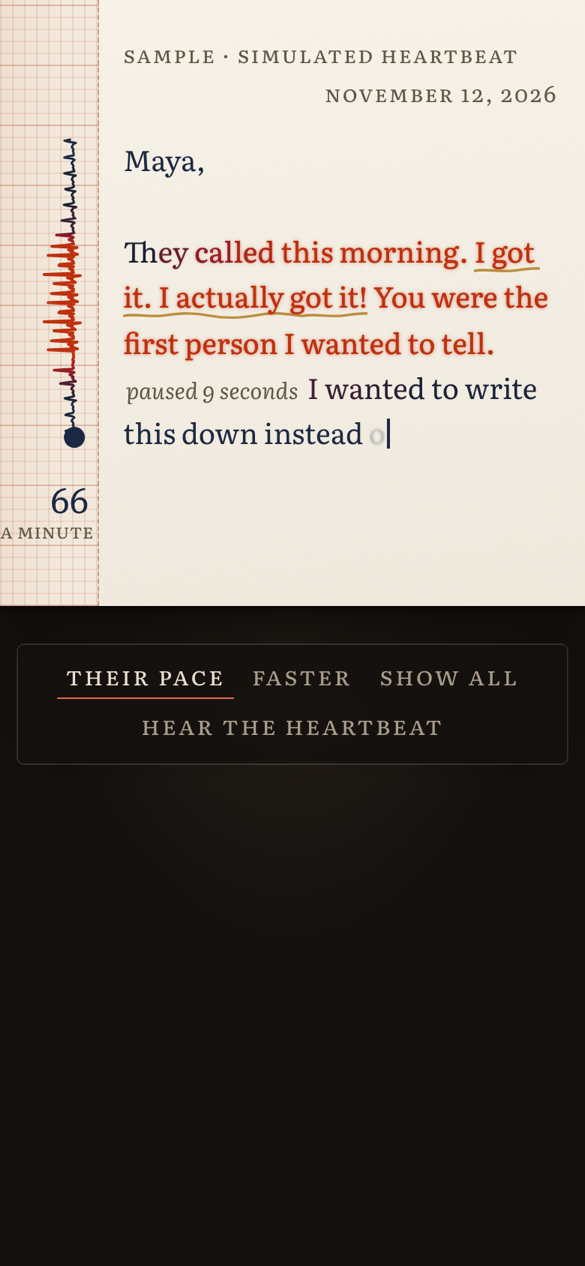 SAMPLE · SIMULATED HEARTBEAT
NOVEMBER 12, 2026
Maya,
They called this morning. I got
it. I actually got it! You were the
first person I wanted to tell.
paused 9 seconds I wanted to write
this down instead o
66
A MINUTE
THEIR PACE FASTER SHOW ALL
HEAR THE HEARTBEAT